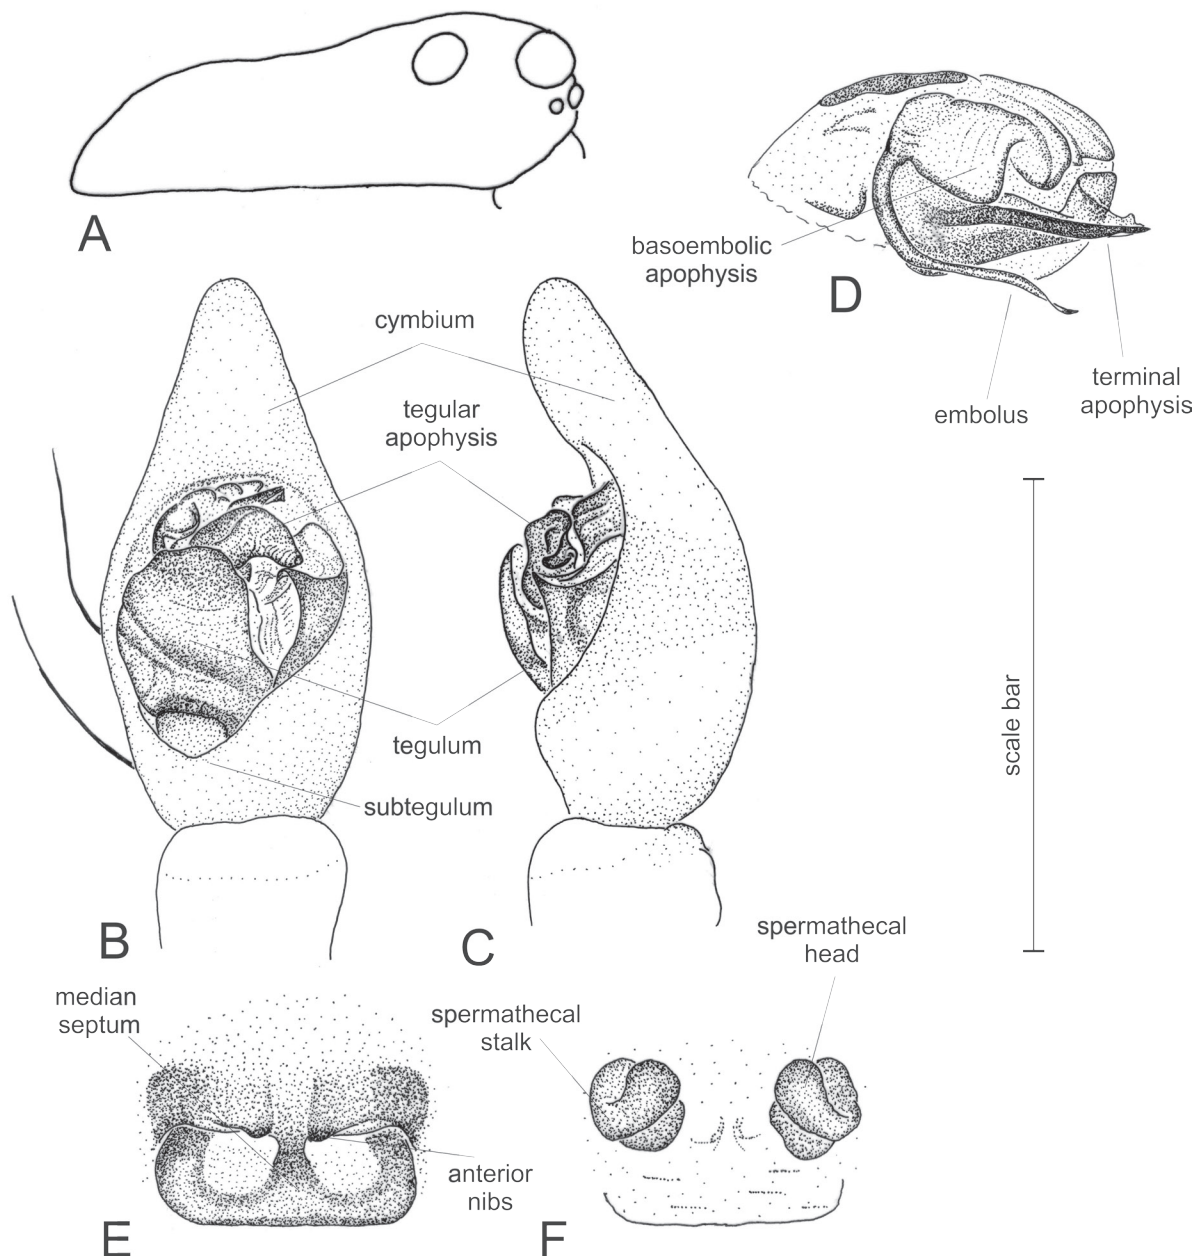 A
basoembolic
apophysis
D
cymbium
terminal
apophysis
embolus
tegular
apophysis
tegulum
subtegulum
scale bar
B
C
spermathecal
head
median
septum
spermathecal
stalk
anterior
nibs
E
F